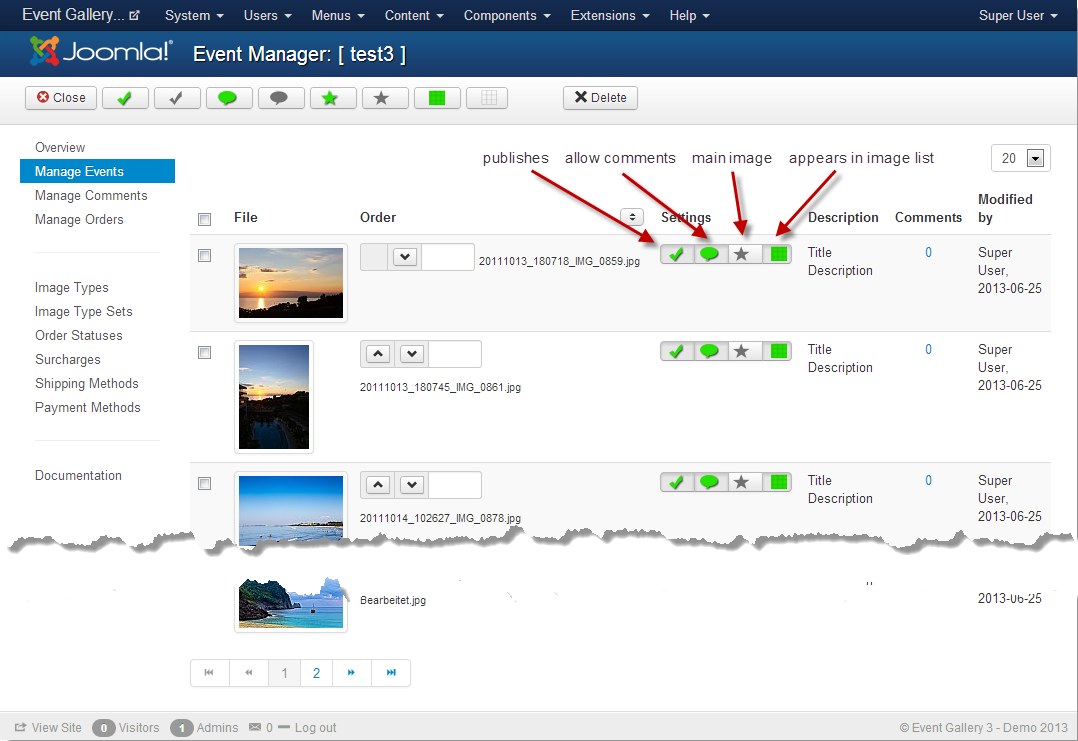 Event Gallery... System Users Menus Content Components Extensions Help Super User
Joomla!® Event Manager: [ test3 ]
Close Delete
Overview
Manage Events
Manage Comments
Manage Orders
Image Types
Image Type Sets
Order Statuses
Surcharges
Shipping Methods
Payment Methods
Documentation
publishes allow comments main image appears in image list 20
File Order Settings Description Comments Modified by
20111013_180718_IMG_0859.jpg Title Description 0 Super User, 2013-06-25
20111013_180745_IMG_0861.jpg Title Description 0 Super User, 2013-06-25
20111014_102627_IMG_0878.jpg Title Description 0 Super User, 2013-06-25
Bearbeitet.jpg 2013-06-25
1 2
View Site 0 Visitors 1 Admins 0 Log out © Event Gallery 3 - Demo 2013